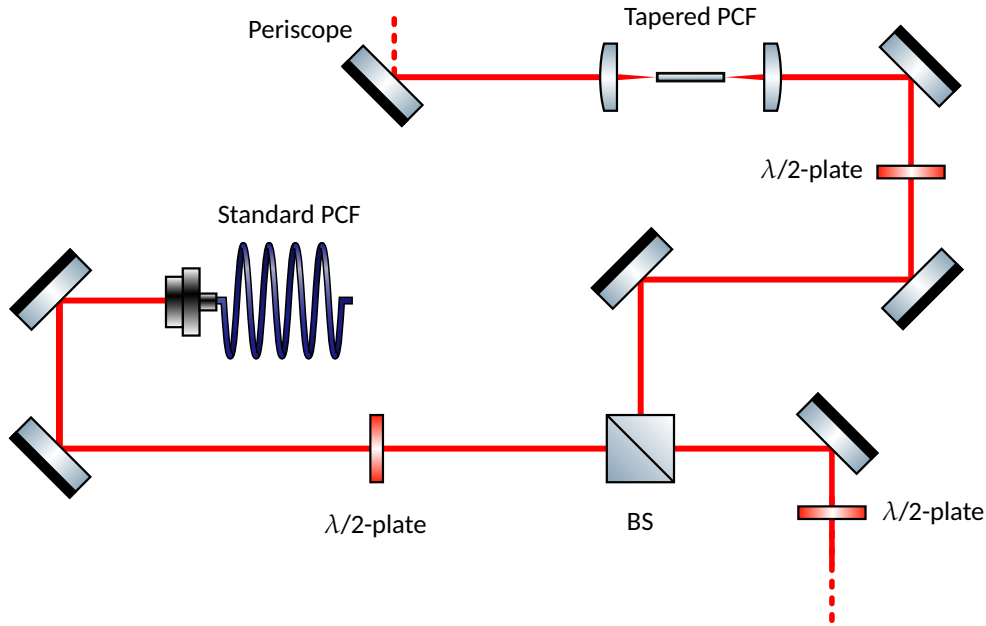 Tapered PCF
Periscope
λ/2-plate
Standard PCF
λ/2-plate
BS
λ/2-plate